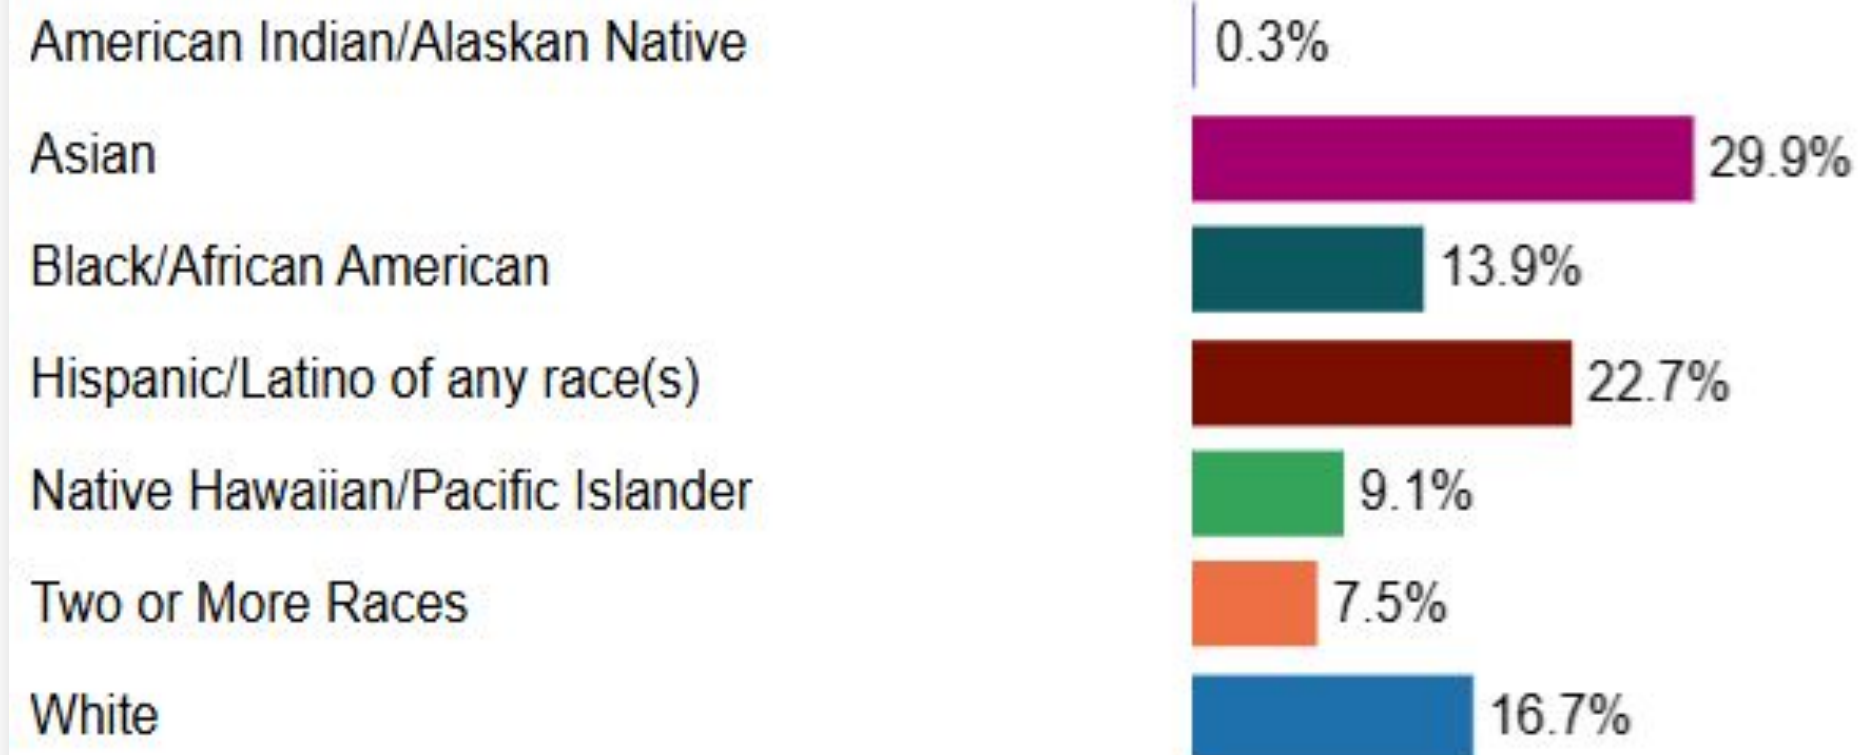 American Indian/Alaskan Native 0.3%
Asian 29.9%
Black/African American 13.9%
Hispanic/Latino of any race(s) 22.7%
Native Hawaiian/Pacific Islander 9.1%
Two or More Races 7.5%
White 16.7%